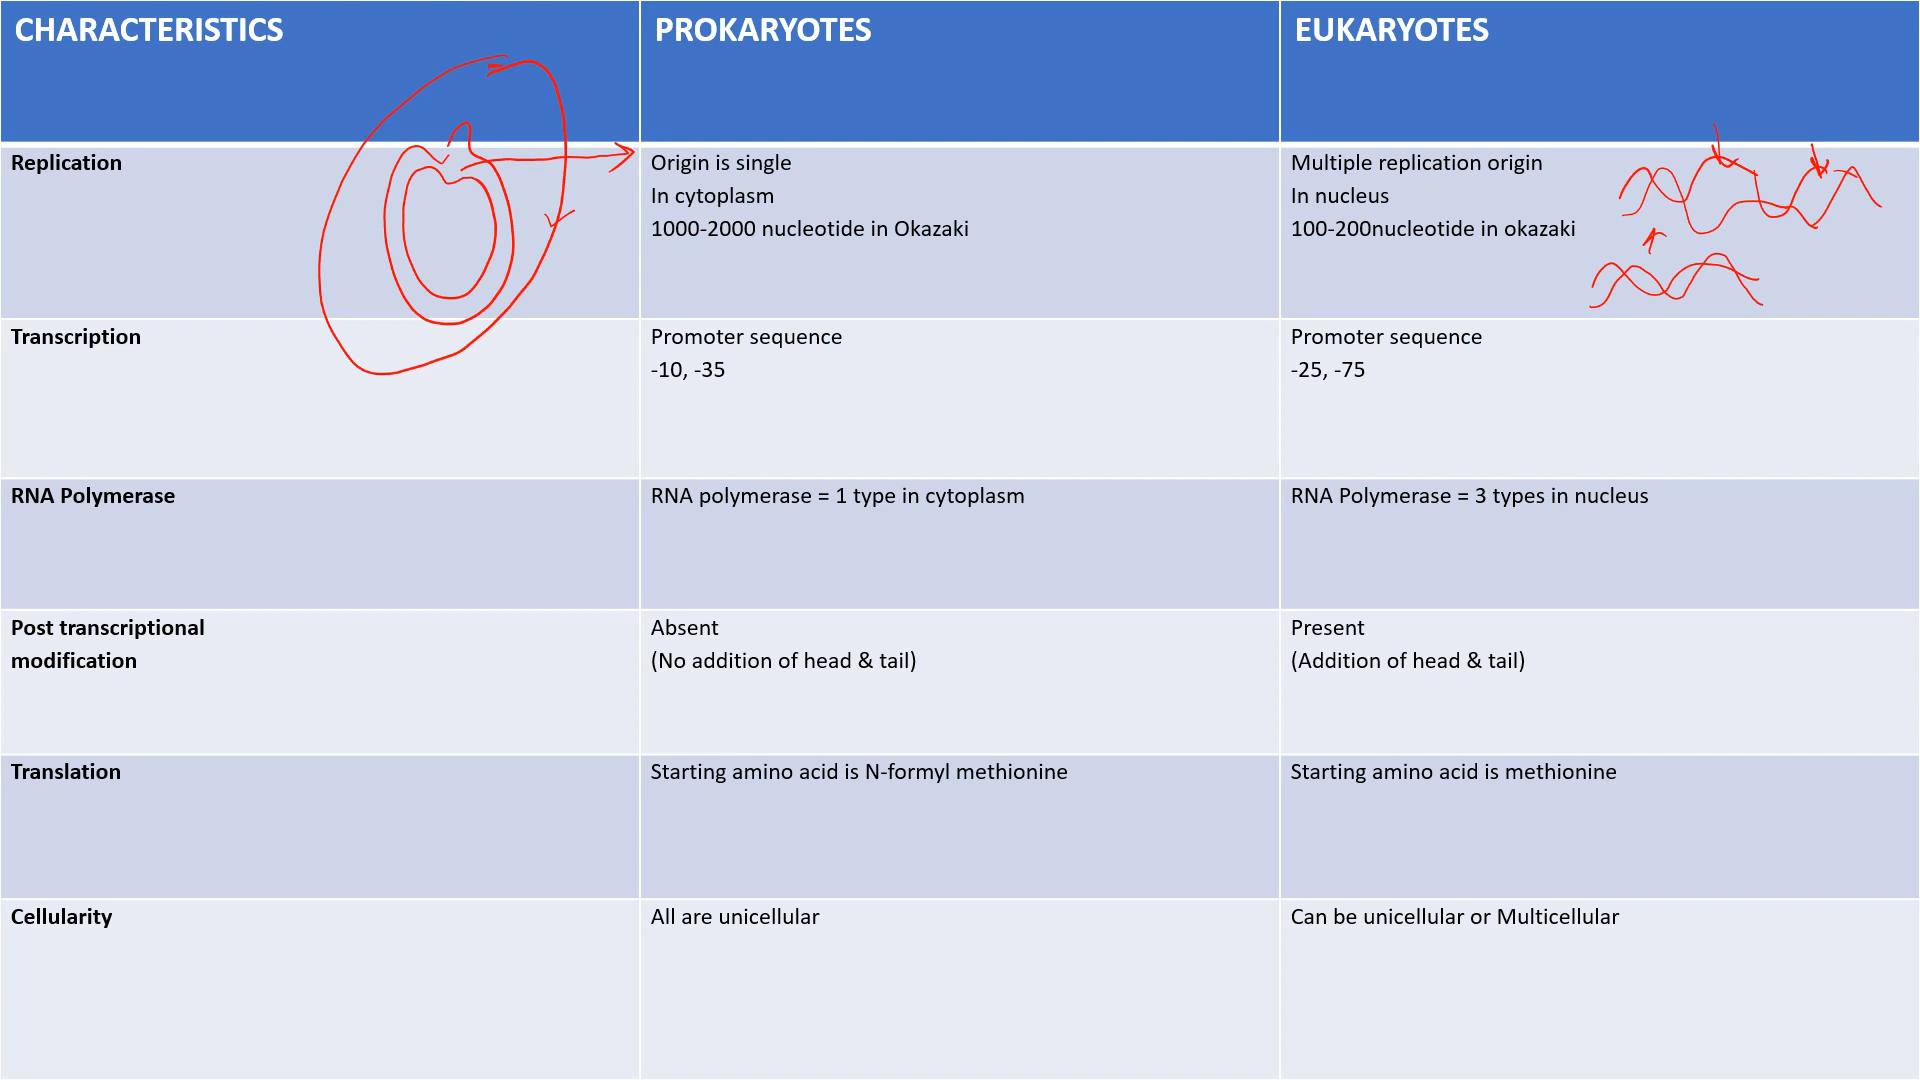 CHARACTERISTICS
PROKARYOTES
EUKARYOTES
Replication
Origin is single
In cytoplasm
1000-2000 nucleotide in Okazaki
Multiple replication origin
In nucleus
100-200nucleotide in okazaki
Transcription
Promoter sequence
-10, -35
Promoter sequence
-25, -75
RNA Polymerase
RNA polymerase = 1 type in cytoplasm
RNA Polymerase = 3 types in nucleus
Post transcriptional
modification
Absent
(No addition of head & tail)
Present
(Addition of head & tail)
Translation
Starting amino acid is N-formyl methionine
Starting amino acid is methionine
Cellularity
All are unicellular
Can be unicellular or Multicellular